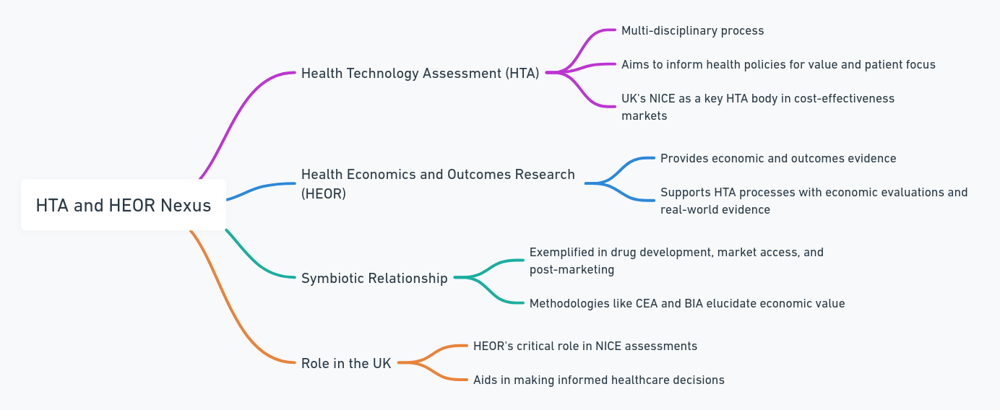 HTA and HEOR Nexus
Health Technology Assessment (HTA)
Multi-disciplinary process
Aims to inform health policies for value and patient focus
UK's NICE as a key HTA body in cost-effectiveness
markets
Health Economics and Outcomes Research
(HEOR)
Provides economic and outcomes evidence
Supports HTA processes with economic evaluations and
real-world evidence
Symbiotic Relationship
Exemplified in drug development, market access, and
post-marketing
Methodologies like CEA and BIA elucidate economic value
Role in the UK
HEOR's critical role in NICE assessments
Aids in making informed healthcare decisions